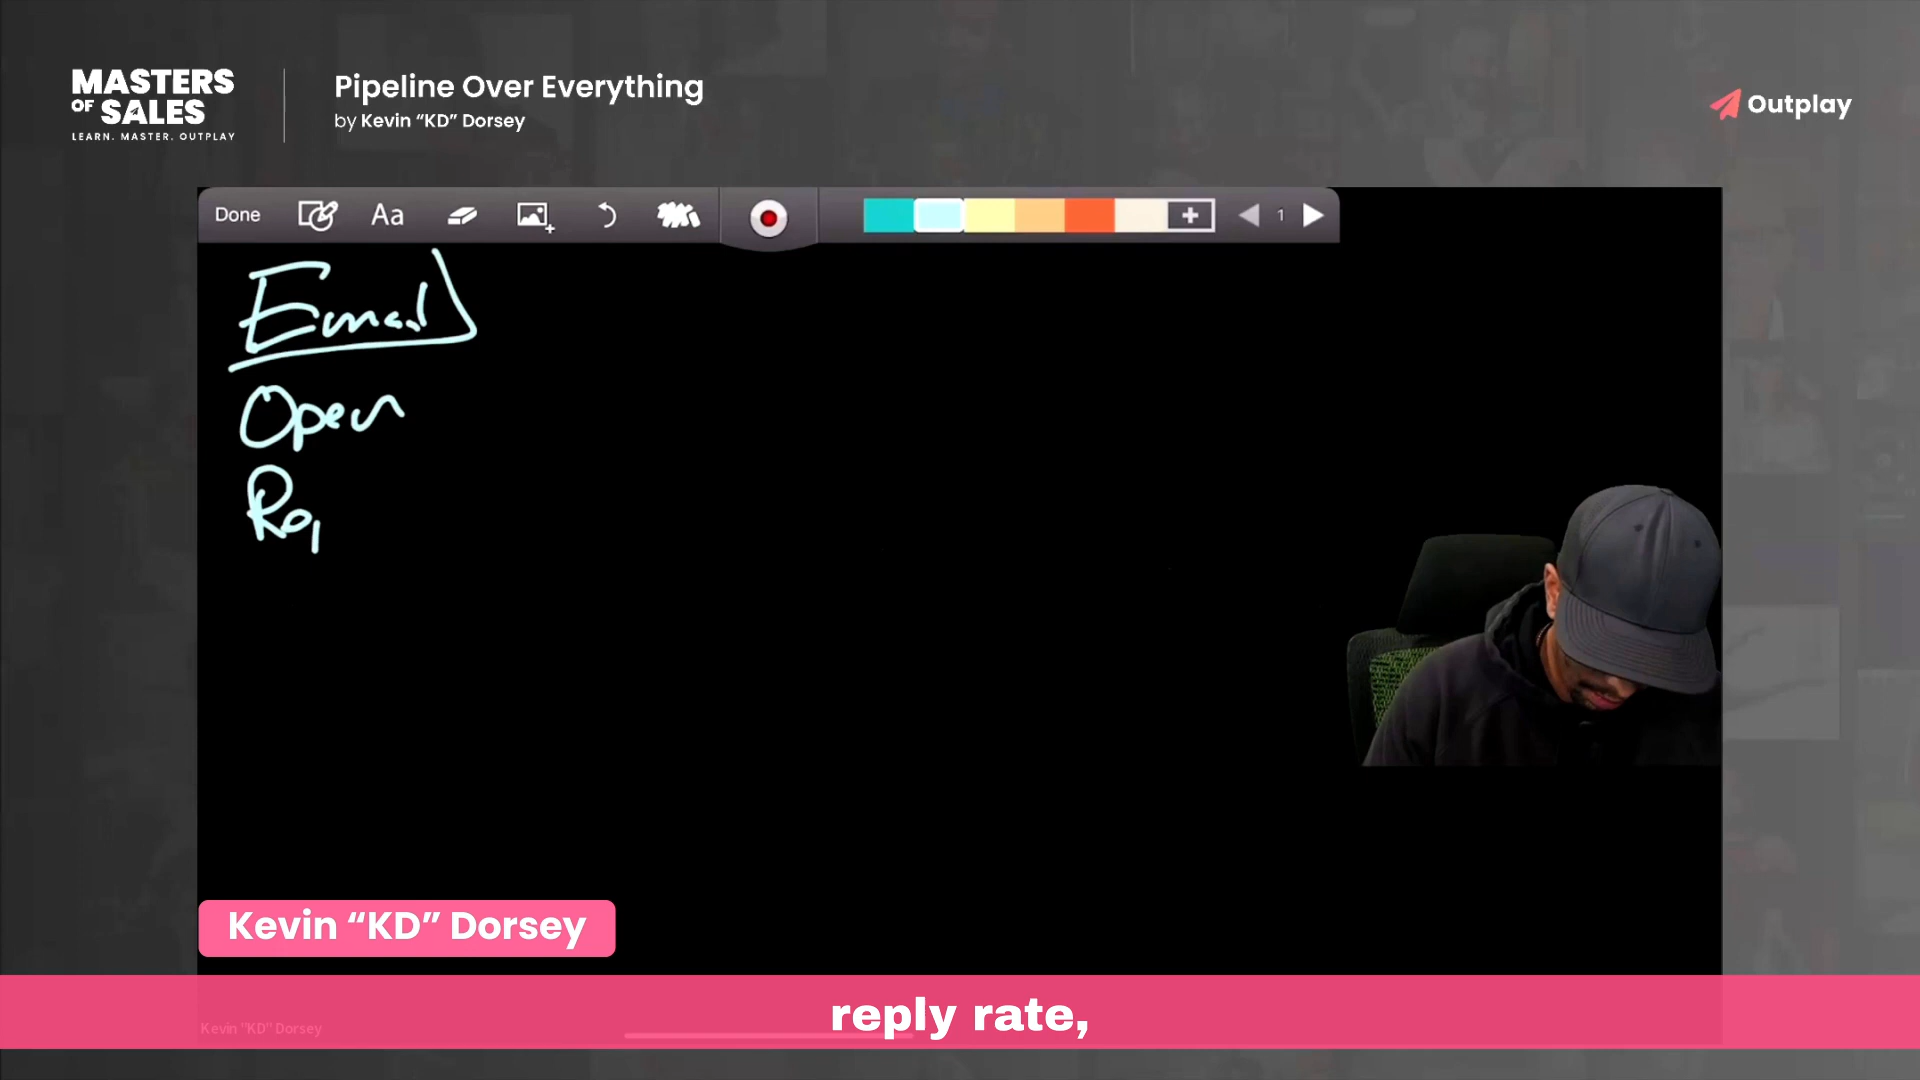 MASTERS
OF SALES
LEARN. MASTER. OUTPLAY
Pipeline Over Everything
by Kevin “KD” Dorsey
Outplay
Done
Aa
1
Email
Open
Rep
Kevin “KD” Dorsey
reply rate,
Kevin "KD" Dorsey